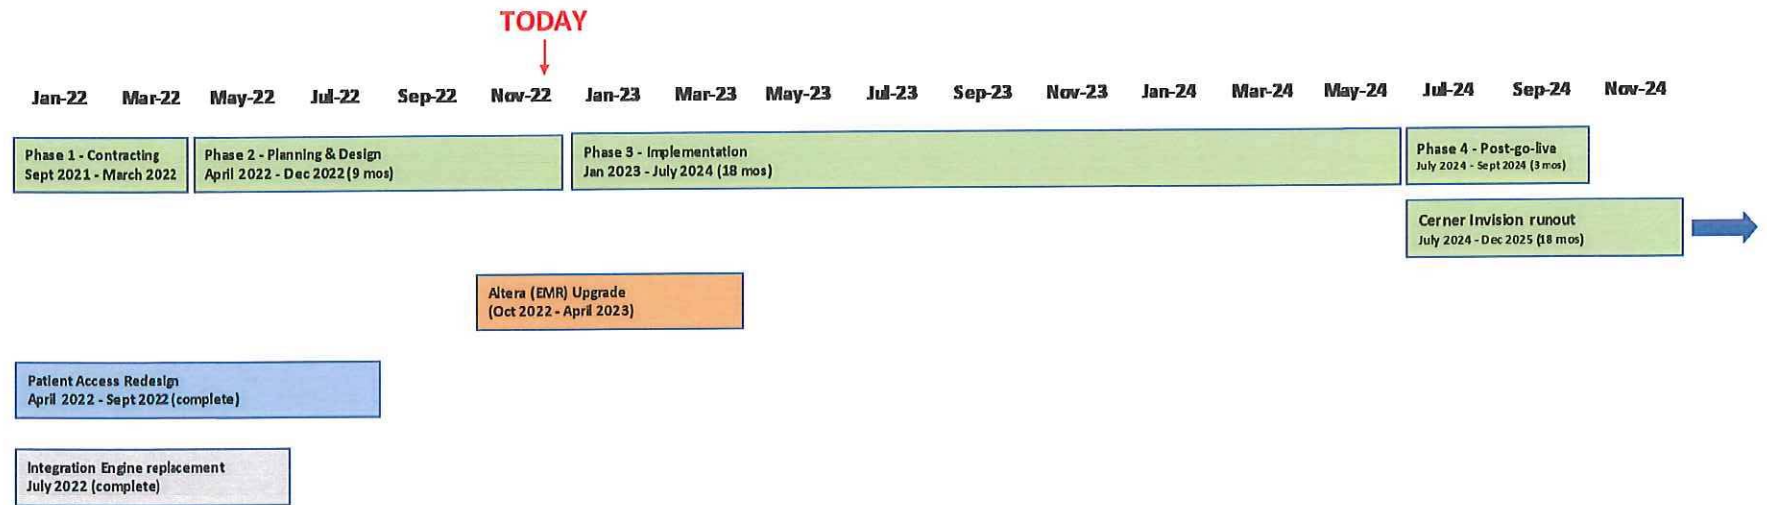 TODAY
Jan-22 Mar-22 May-22 Jul-22 Sep-22 Nov-22 Jan-23 Mar-23 May-23 Jul-23 Sep-23 Nov-23 Jan-24 Mar-24 May-24 Jul-24 Sep-24 Nov-24
Phase 1 - Contracting
Sept 2021 - March 2022
Phase 2 - Planning & Design
April 2022 - Dec 2022 (9 mos)
Phase 3 - Implementation
Jan 2023 - July 2024 (18 mos)
Phase 4 - Post-go-live
July 2024 - Sept 2024 (3 mos)
Cerner Invision runout
July 2024 - Dec 2025 (18 mos)
Altera (EMR) Upgrade
(Oct 2022 - April 2023)
Patient Access Redesign
April 2022 - Sept 2022 (complete)
Integration Engine replacement
July 2022 (complete)